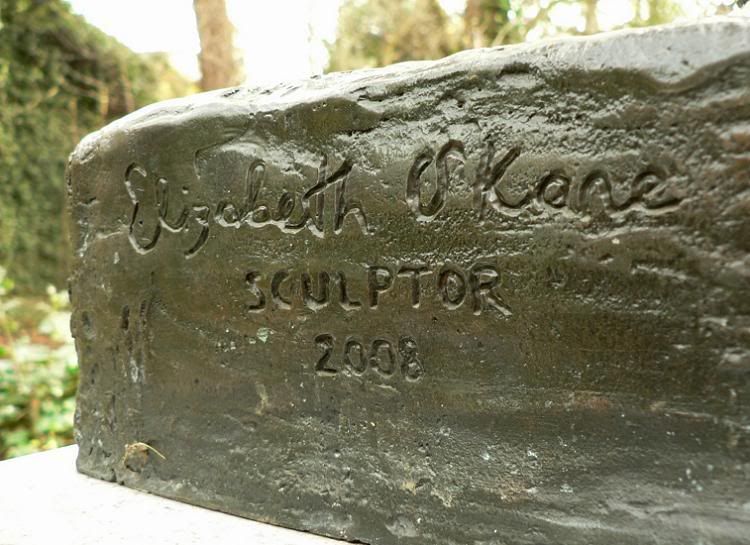 Elizabeth O'Kane
SCULPTOR
2008